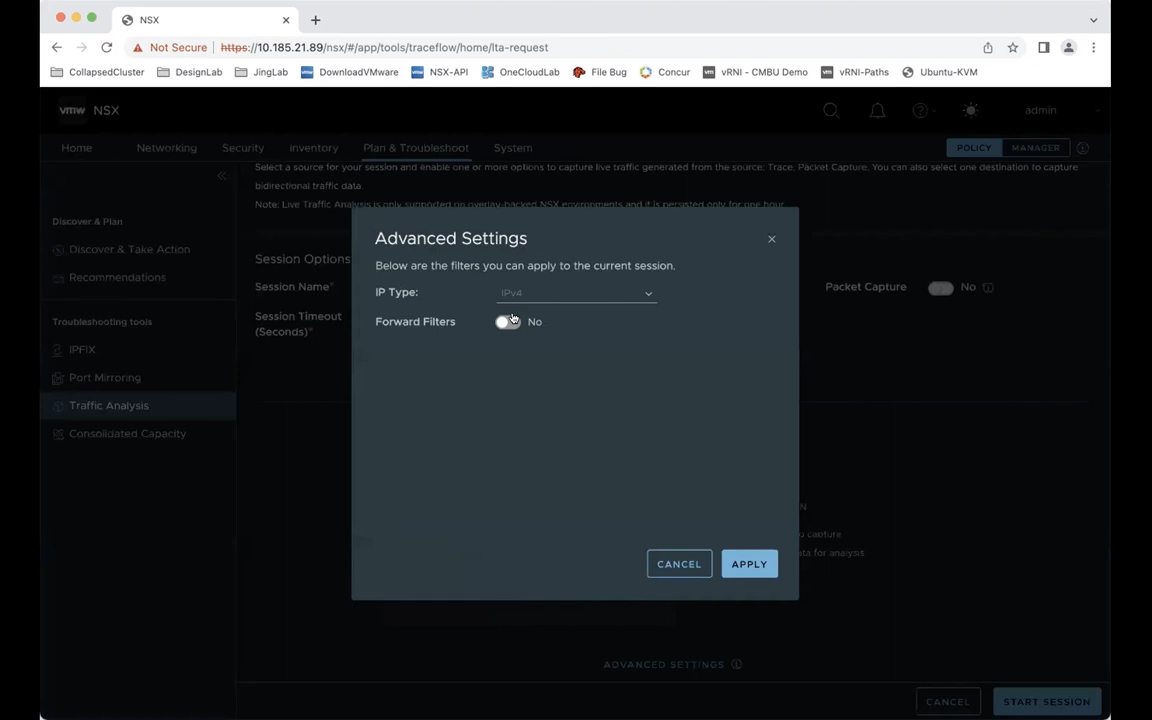 NSX
Not Secure https://10.185.21.89/nsx/#/app/tools/traceflow/home/lta-request
CollapsedCluster DesignLab JingLab DownloadVMware NSX-API OneCloudLab File Bug Concur vRNI - CMBU Demo vRNI-Paths Ubuntu-KVM
vmw NSX admin
Home Networking Security Inventory Plan & Troubleshoot System POLICY MANAGER
Select a source for your session and enable one or more options to capture live traffic generated from the source: Trace, Packet Capture. You can also select one destination to capture
bidirectional traffic data.
Note: Live Traffic Analysis is only supported on overlay-backed NSX environments and it is persisted only for one hour.
Discover & Plan
Discover & Take Action
Recommendations
Troubleshooting tools
IPFIX
Port Mirroring
Traffic Analysis
Consolidated Capacity
Session Options
Session Name*
Session Timeout
(Seconds)*
Packet Capture No
Advanced Settings
Below are the filters you can apply to the current session.
IP Type: IPv4
Forward Filters No
CANCEL APPLY
N
u capture
ata for analysis
ADVANCED SETTINGS
CANCEL START SESSION